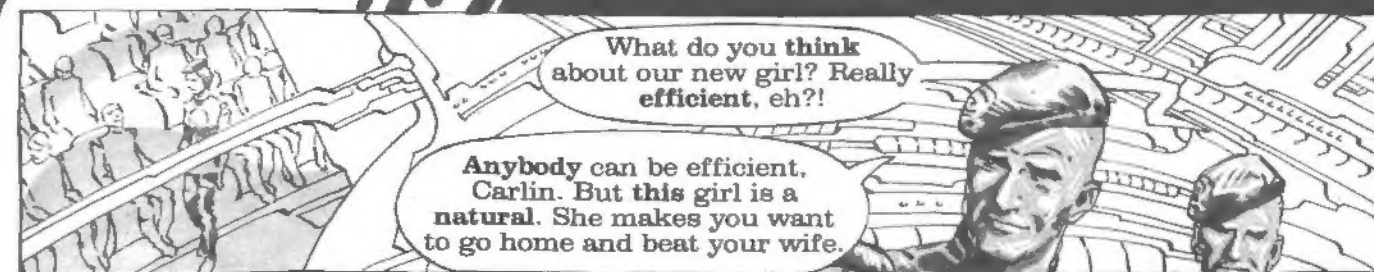 What do you think
about our new girl? Really
efficient, eh?!
Anybody can be efficient,
Carlin. But this girl is a
natural. She makes you want
to go home and beat your wife.